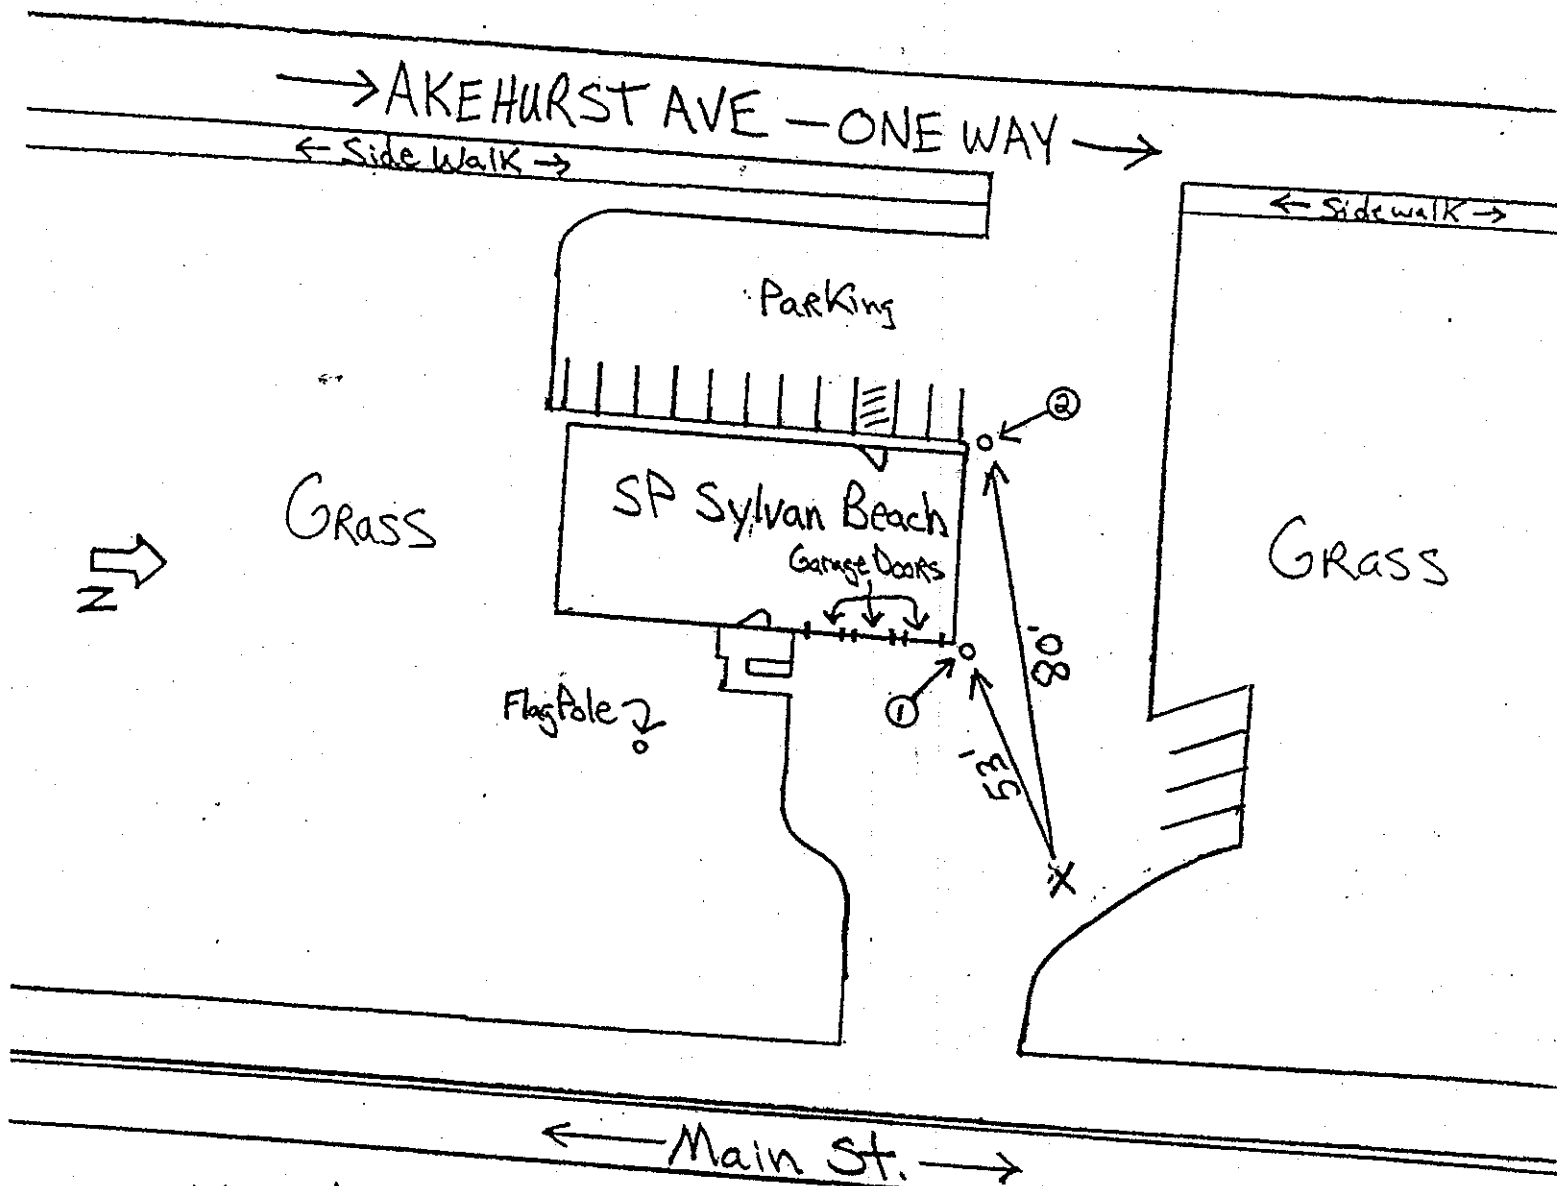 → AKEHURST AVE — ONE WAY →
← Side Walk →
← Sidewalk →
Parking
②
SP Sylvan Beach
Garage Doors
Grass
Grass
N
80'
①
Flag Pole
53'
X
← Main St. →